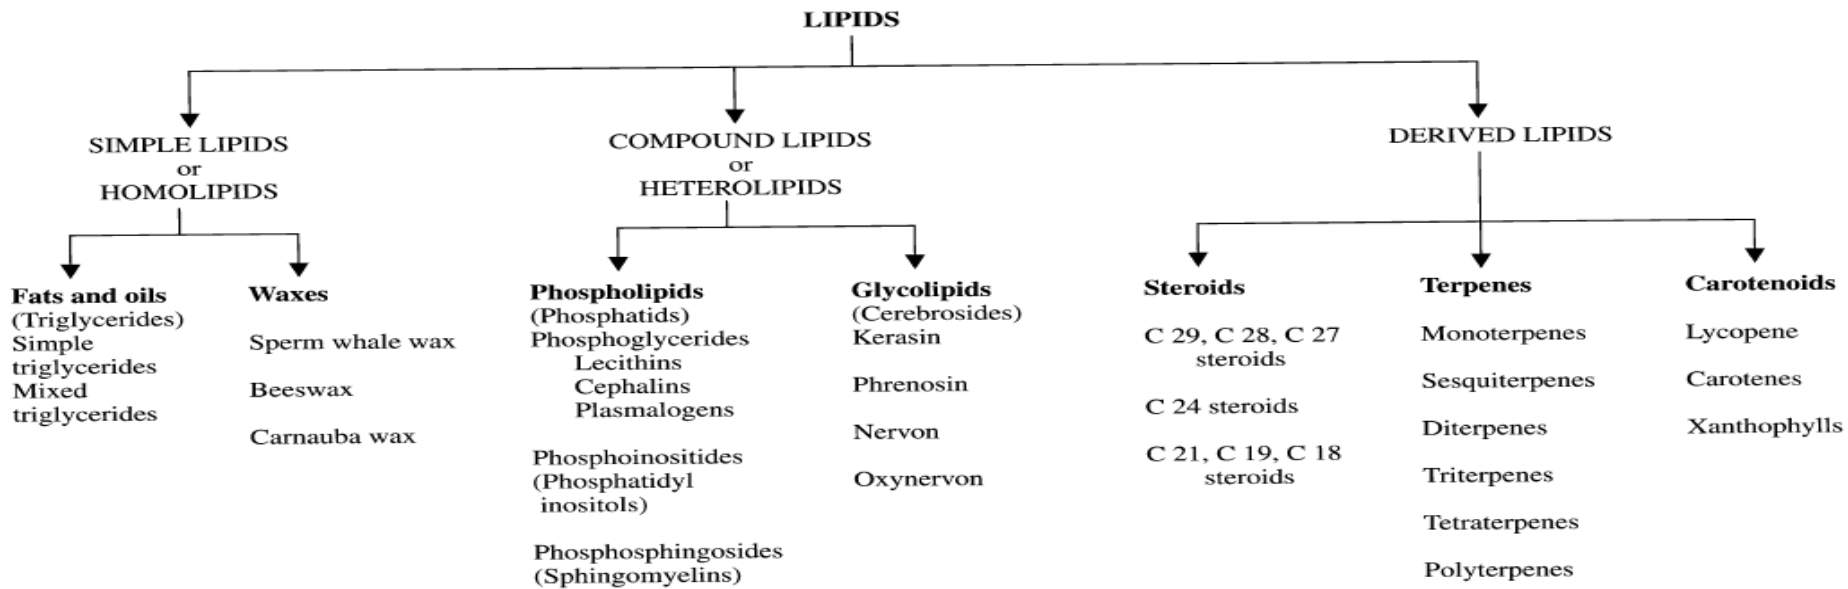 LIPIDS
SIMPLE LIPIDS
or
HOMOLIPIDS
COMPOUND LIPIDS
or
HETEROLIPIDS
DERIVED LIPIDS
Fats and oils
(Triglycerides)
Simple
triglycerides
Mixed
triglycerides
Waxes
Sperm whale wax
Beeswax
Carnauba wax
Phospholipids
(Phosphatids)
Phosphoglycerides
Lecithins
Cephalins
Plasmalogens
Phosphoinositides
(Phosphatidyl
inositols)
Phosphosphingosides
(Sphingomyelins)
Glycolipids
(Cerebrosides)
Kerasin
Phrenosin
Nervon
Oxynervon
Steroids
C 29, C 28, C 27
steroids
C 24 steroids
C 21, C 19, C 18
steroids
Terpenes
Monoterpenes
Sesquiterpenes
Diterpenes
Triterpenes
Tetraterpenes
Polyterpenes
Carotenoids
Lycopene
Carotenes
Xanthophylls